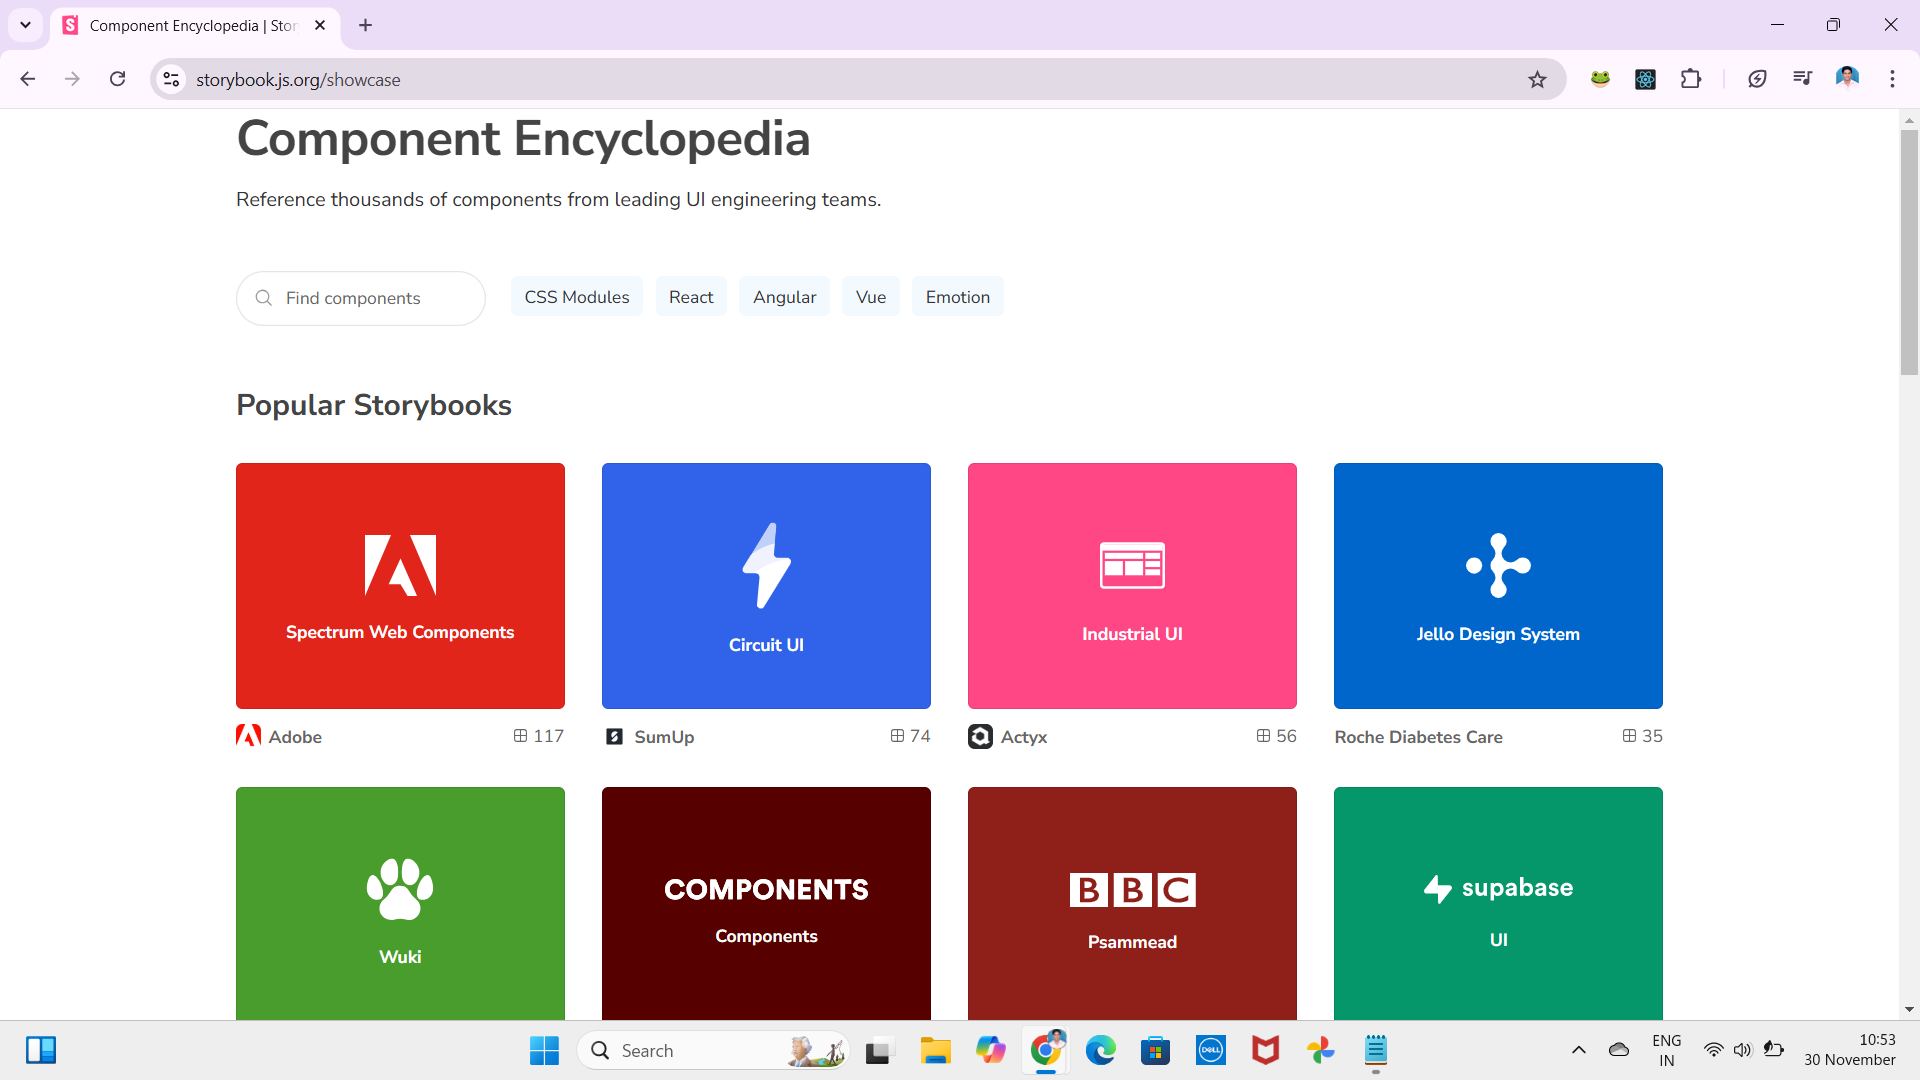 Component Encyclopedia | Stor
storybook.js.org/showcase
Component Encyclopedia
Reference thousands of components from leading UI engineering teams.
Find components
CSS Modules
React
Angular
Vue
Emotion
Popular Storybooks
Spectrum Web Components
Circuit UI
Industrial UI
Jello Design System
Adobe 117
SumUp 74
Actyx 56
Roche Diabetes Care 35
Wuki
COMPONENTS
Components
BBC
Psammead
supabase
UI
Search
DELL
ENG
IN
10:53
30 November